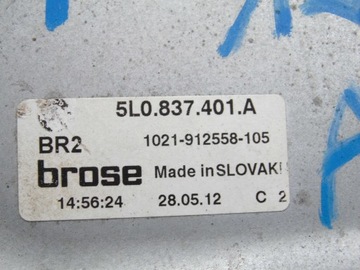 5L0.837.401.A
BR2 1021-912558-105
brose Made in SLOVAKI
14:56:24 28.05.12 C 2